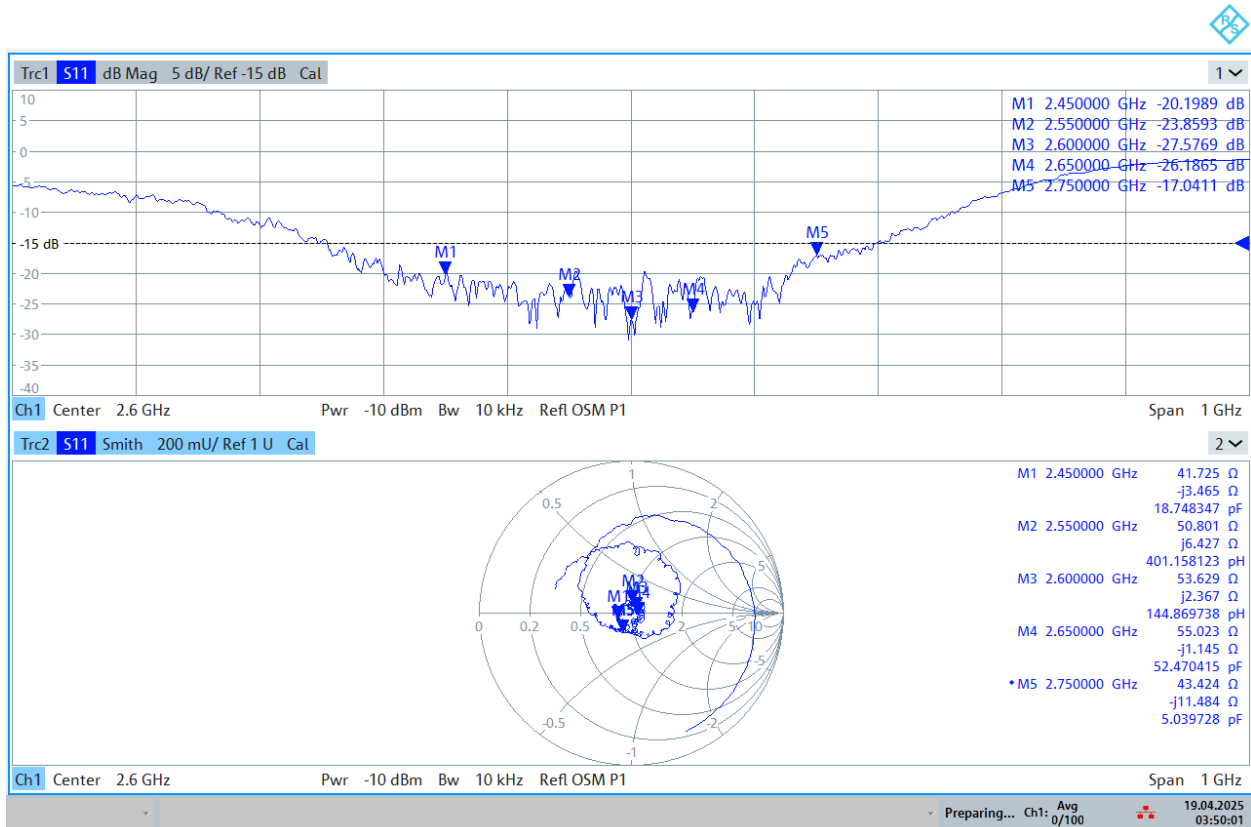 R&S
Trc1 S11 dB Mag 5 dB/ Ref -15 dB Cal
1
10
5
0
-5
-10
-15 dB
-20
-25
-30
-35
-40
M1 2.450000 GHz -20.1989 dB
M2 2.550000 GHz -23.8593 dB
M3 2.600000 GHz -27.5769 dB
M4 2.650000 GHz -26.1865 dB
M5 2.750000 GHz -17.0411 dB
M1
M2
M3
M4
M5
Ch1 Center 2.6 GHz Pwr -10 dBm Bw 10 kHz Refl OSM P1 Span 1 GHz
Trc2 S11 Smith 200 mU/ Ref 1 U Cal
2
M1 2.450000 GHz 41.725 Ω
-j3.465 Ω
18.748347 pF
M2 2.550000 GHz 50.801 Ω
j6.427 Ω
401.158123 pH
M3 2.600000 GHz 53.629 Ω
j2.367 Ω
144.869738 pH
M4 2.650000 GHz 55.023 Ω
-j1.145 Ω
52.470415 pF
M5 2.750000 GHz 43.424 Ω
-j11.484 Ω
5.039728 pF
1
0.5
2
5
M2
M1
M4
M5
0
0.2
0.5
2
5
10
-5
-0.5
-2
-1
Ch1 Center 2.6 GHz Pwr -10 dBm Bw 10 kHz Refl OSM P1 Span 1 GHz
Preparing... Ch1: Avg 0/100
19.04.2025
03:50:01